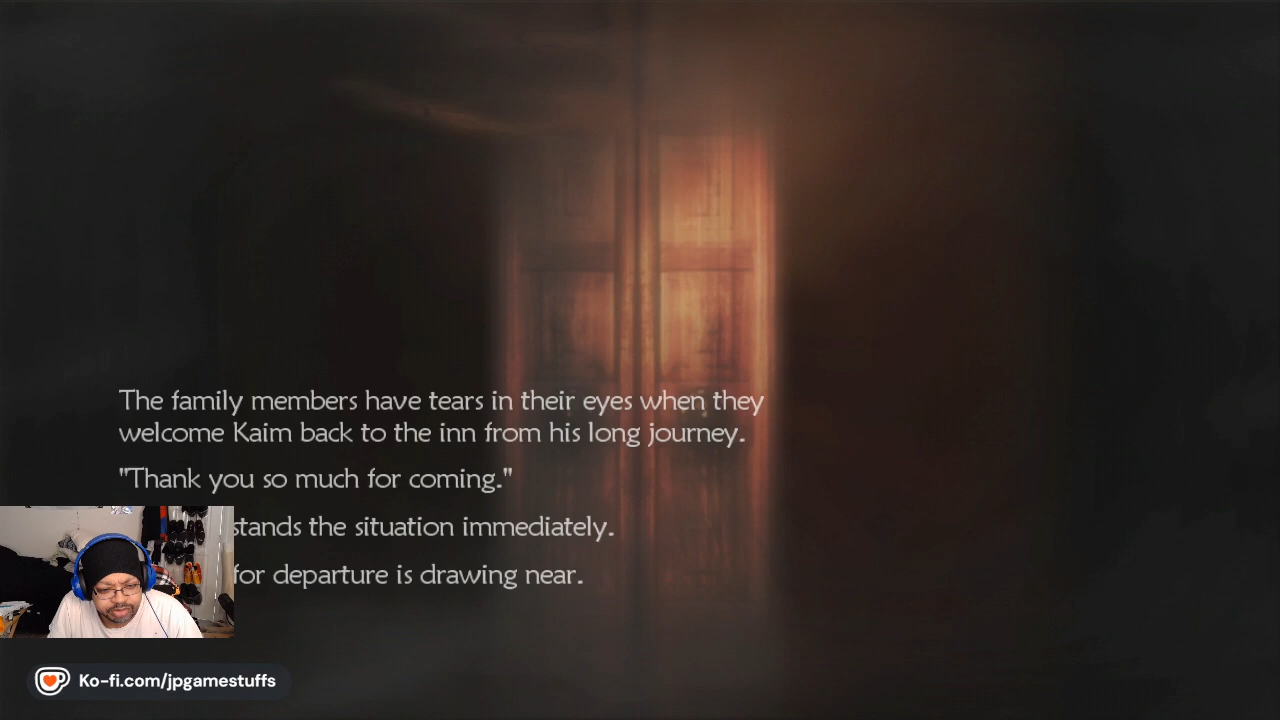 The family members have tears in their eyes when they
welcome Kaim back to the inn from his long journey.
"Thank you so much for coming."
stands the situation immediately.
for departure is drawing near.
Ko-fi.com/jpgamestuffs